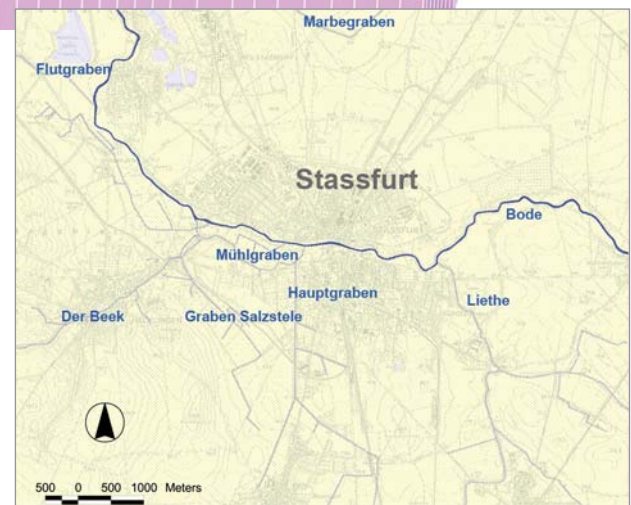 Marbegraben
Flutgraben
Stassfurt
Bode
Mühlgraben
Hauptgraben
Liethe
Der Beek
Graben Salzstele
500 0 500 1000 Meters